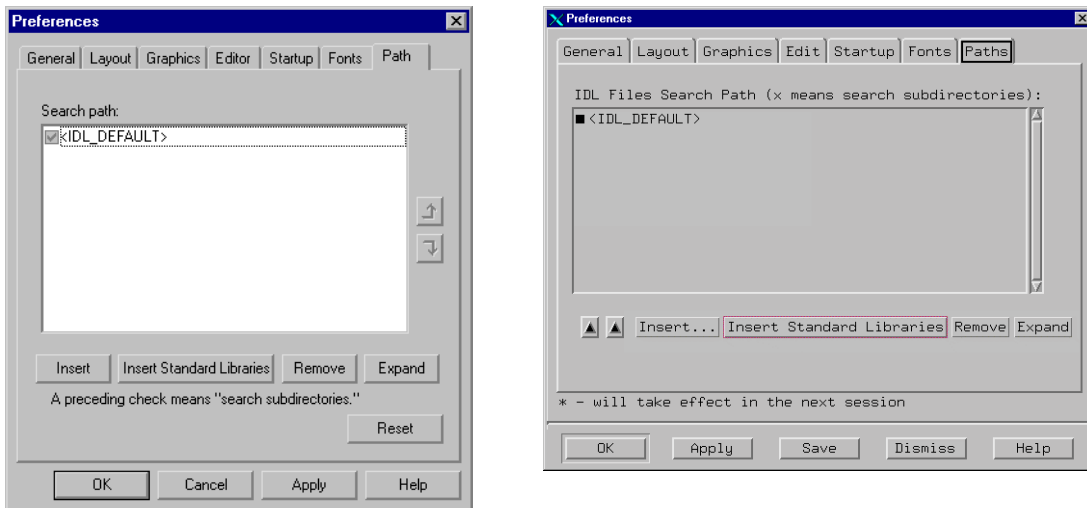 Preferences
General Layout Graphics Editor Startup Fonts Path
Search path:
<IDL_DEFAULT>
Insert Insert Standard Libraries Remove Expand
A preceding check means "search subdirectories."
Reset
OK Cancel Apply Help
Preferences
General Layout Graphics Edit Startup Fonts Paths
IDL Files Search Path (x means search subdirectories):
<IDL_DEFAULT>
Insert... Insert Standard Libraries Remove Expand
* - will take effect in the next session
OK Apply Save Dismiss Help